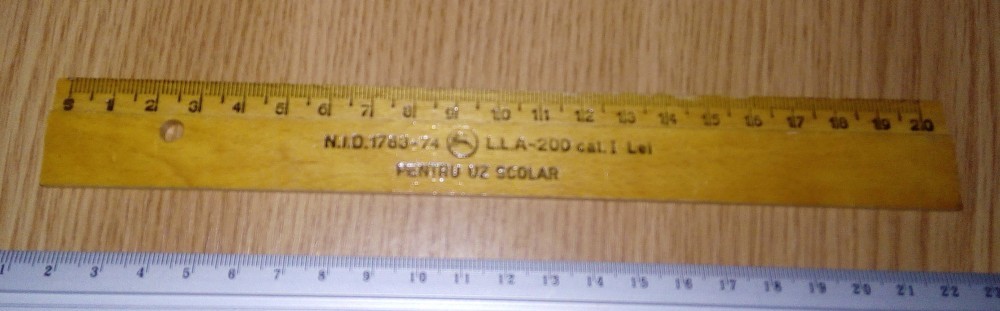 0 1 2 3 4 5 6 7 8 9 10 11 12 13 14 15 16 17 18 19 20
N.I.D. 1783-74 L.L.A-200 cal. I Lei
PENTRU UZ SCOLAR
1 2 3 4 5 6 7 8 9 10 11 12 13 14 15 16 17 18 19 20 21 22 23